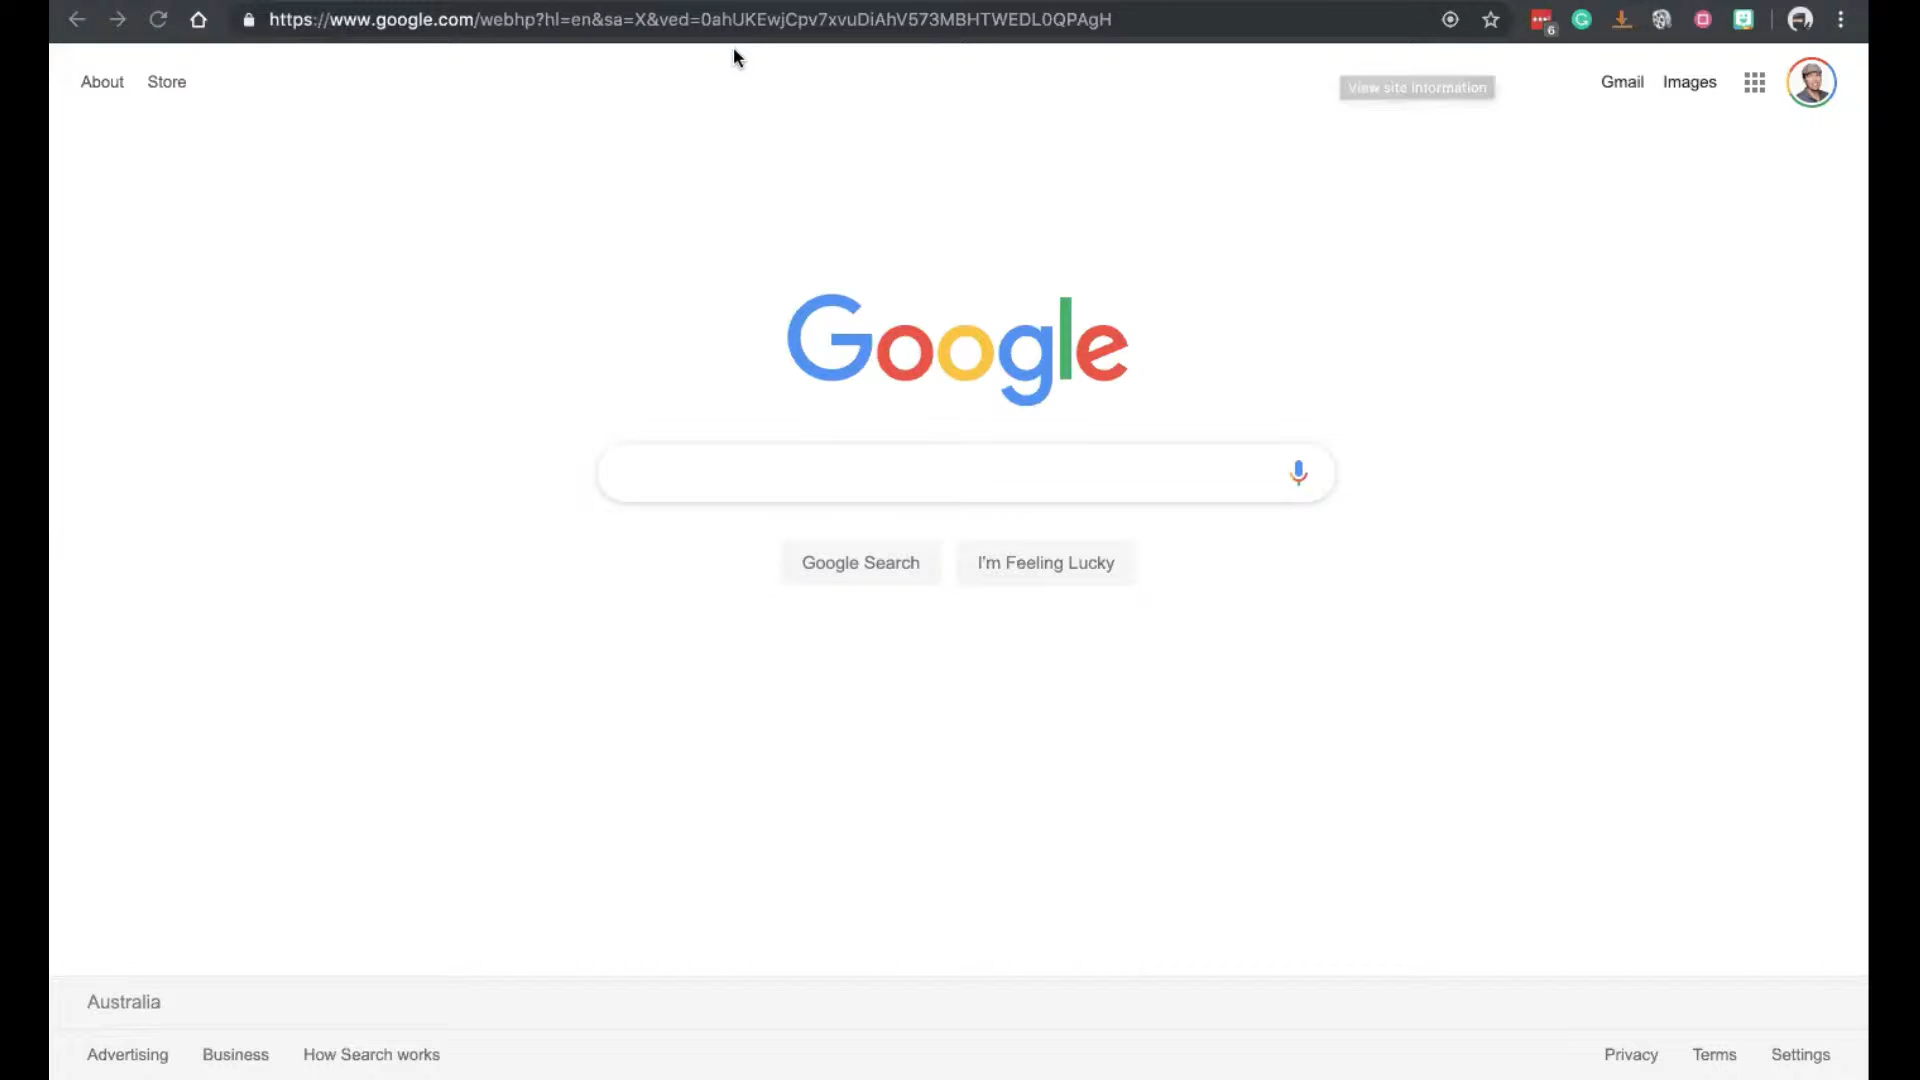 https://www.google.com/webhp?hl=en&sa=X&ved=0ahUKEwjCpv7xvuDiAhV573MBHTWEDL0QPAgH
6
About Store
View site information
Gmail Images
Google
Google Search I'm Feeling Lucky
Australia
Advertising Business How Search works
Privacy Terms Settings